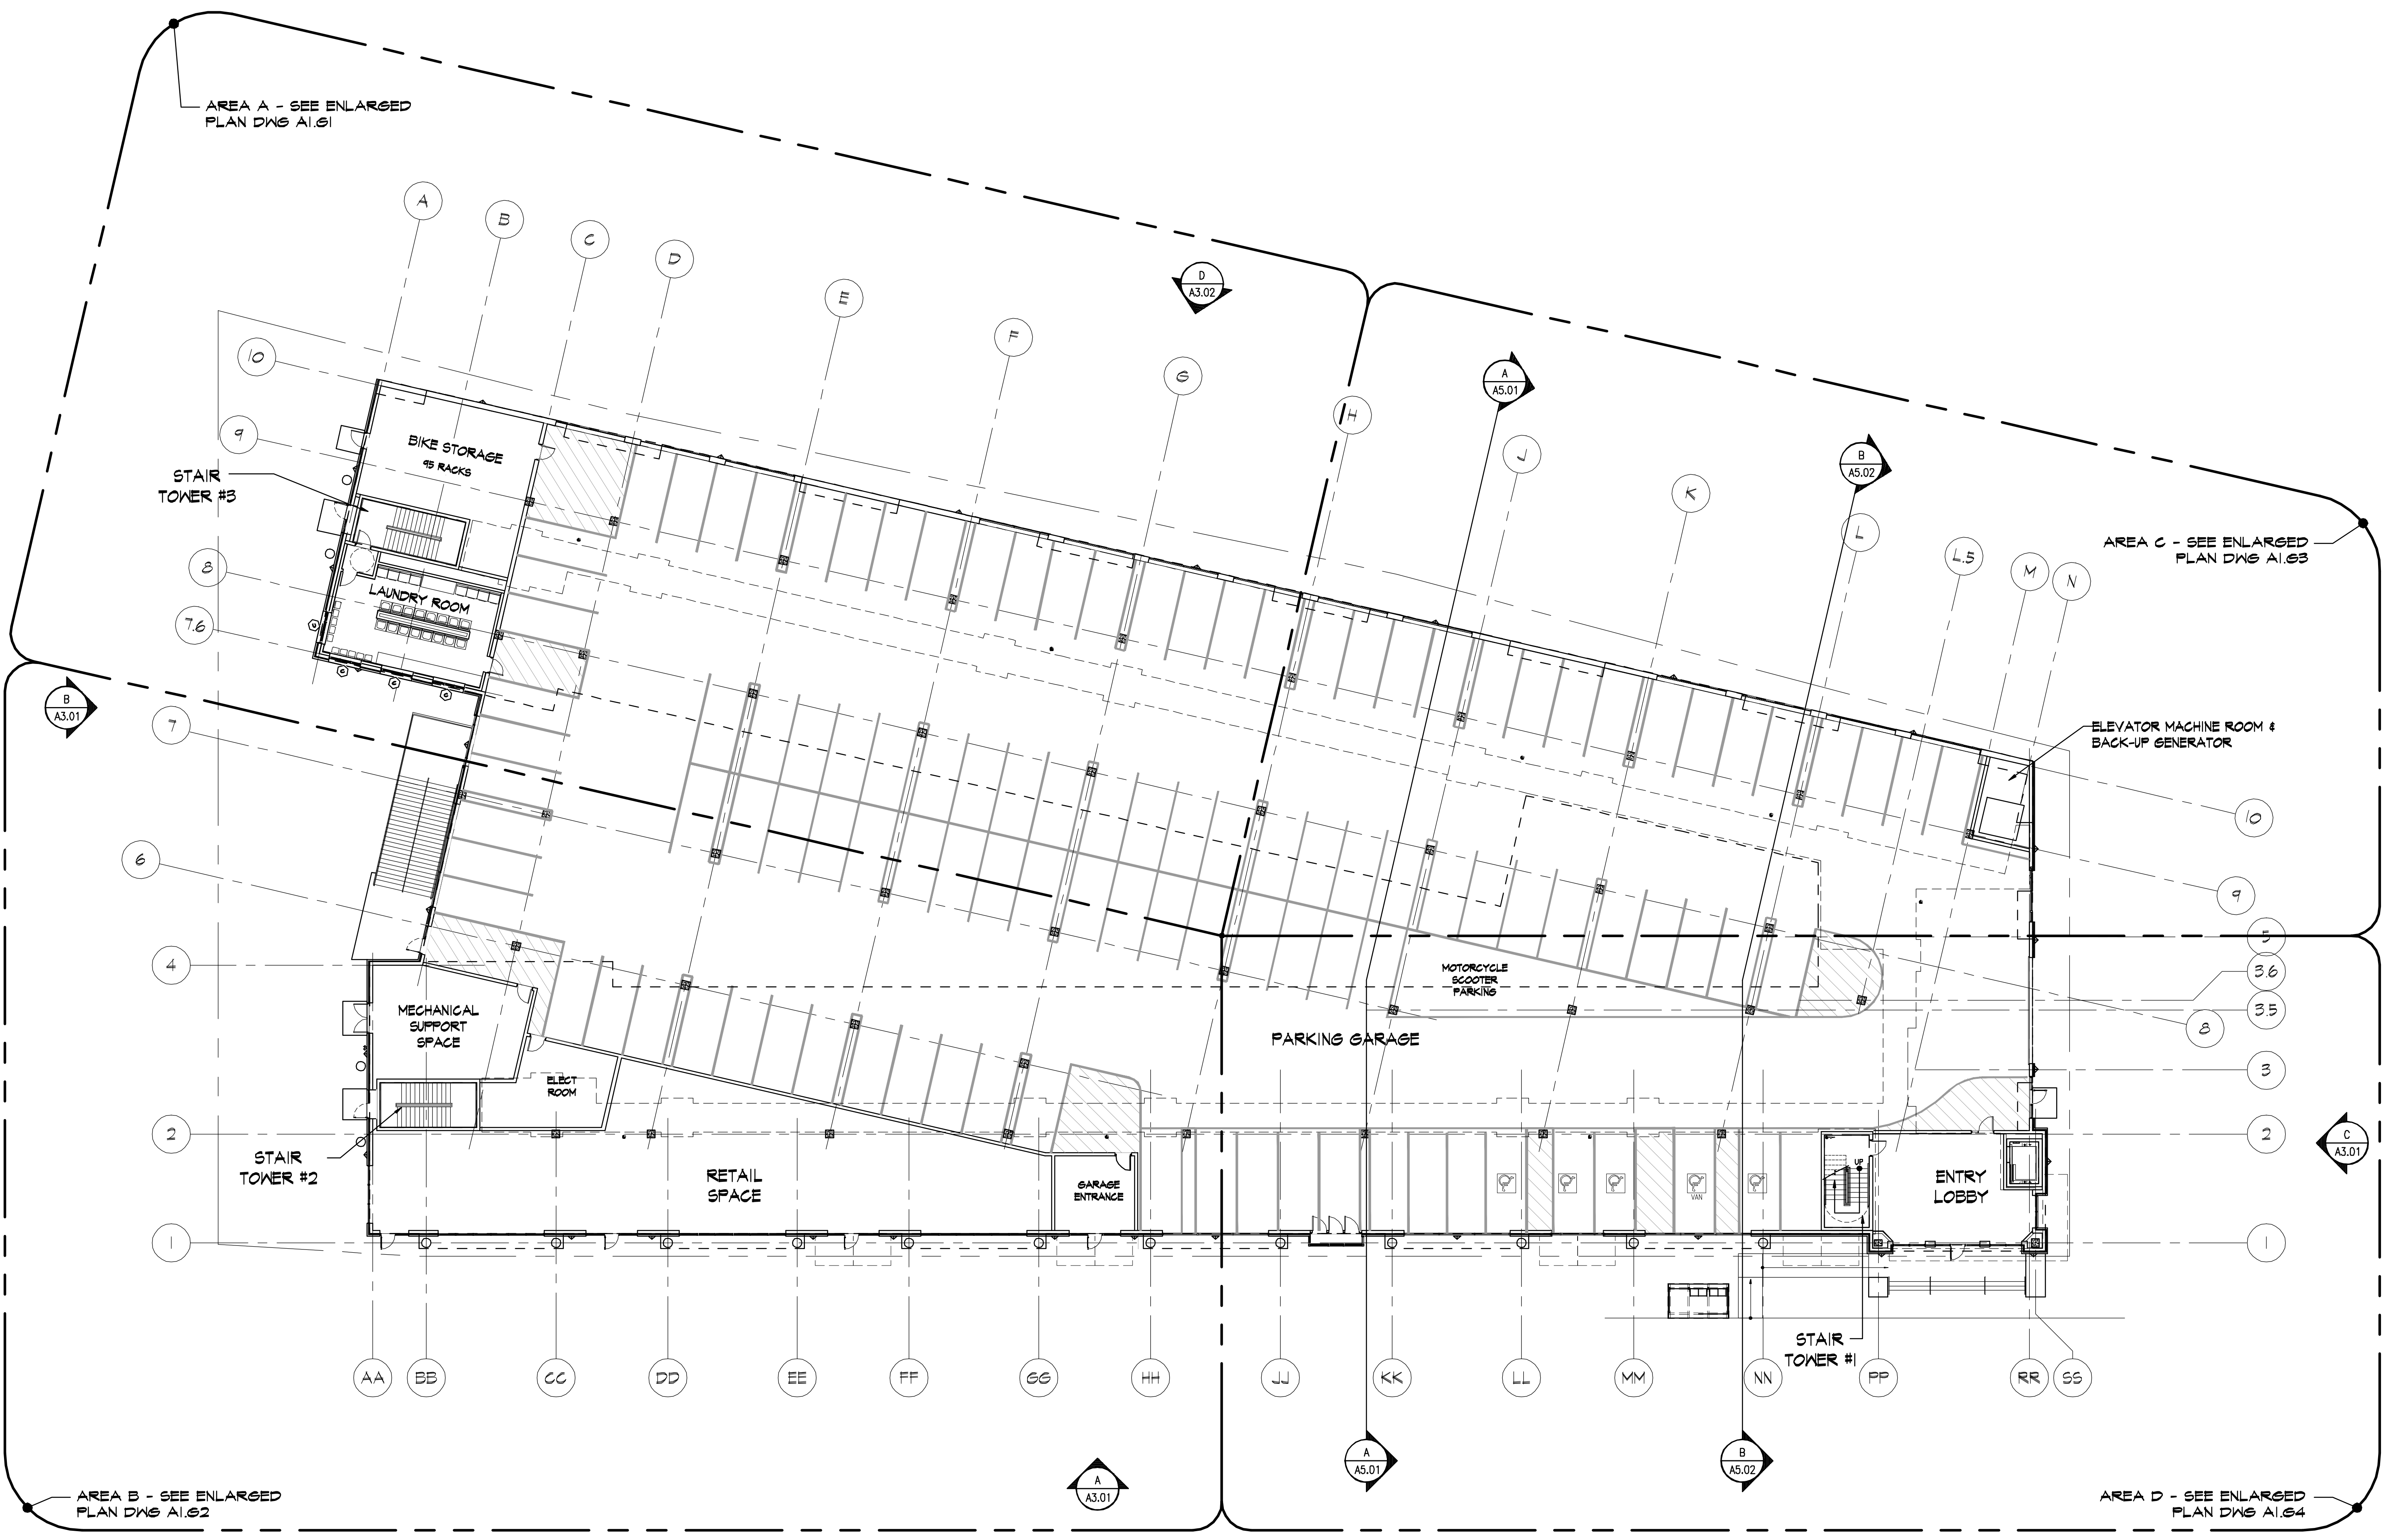 AREA A - SEE ENLARGED
PLAN DWG A1.G1
A
B
C
D
E
F
G
H
J
K
L
L.5
M
N
D
A3.02
A
A5.01
B
A5.02
AREA C - SEE ENLARGED
PLAN DWG A1.G3
10
9
8
7.6
7
6
4
2
1
BIKE STORAGE
95 RACKS
STAIR
TOWER #3
LAUNDRY ROOM
U
C
C
C
B
A3.01
ELEVATOR MACHINE ROOM &
BACK-UP GENERATOR
10
9
5
3.6
3.5
8
3
2
1
MOTORCYCLE
SCOOTER
PARKING
PARKING GARAGE
MECHANICAL
SUPPORT
SPACE
ELECT
ROOM
STAIR
TOWER #2
RETAIL
SPACE
GARAGE
ENTRANCE
VAN
UP
ENTRY
LOBBY
C
A3.01
STAIR
TOWER #1
AA
BB
CC
DD
EE
FF
GG
HH
JJ
KK
LL
MM
NN
PP
RR
SS
A
A3.01
A
A5.01
B
A5.02
AREA B - SEE ENLARGED
PLAN DWG A1.G2
AREA D - SEE ENLARGED
PLAN DWG A1.G4